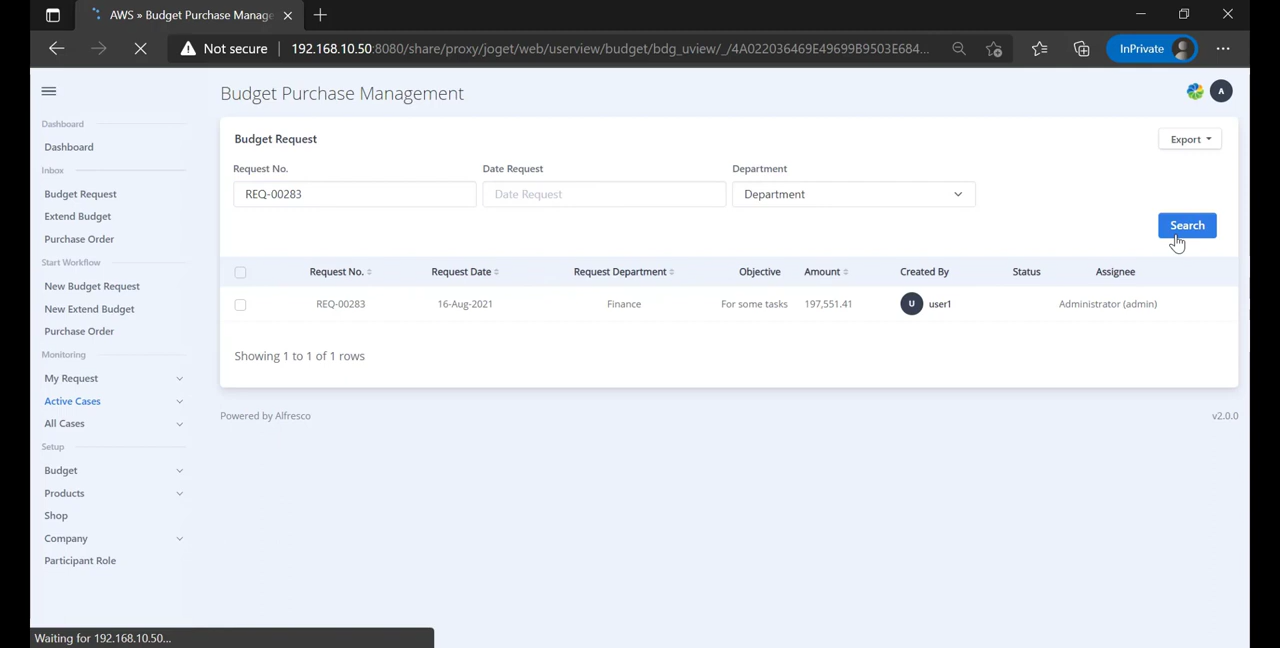 AWS » Budget Purchase Manage
Not secure
192.168.10.50:8080/share/proxy/joget/web/userview/budget/bdg_uview/_/4A022036469E49699B9503E684...
InPrivate
Budget Purchase Management
A
Dashboard
Dashboard
Inbox
Budget Request
Extend Budget
Purchase Order
Start Workflow
New Budget Request
New Extend Budget
Purchase Order
Monitoring
My Request
Active Cases
All Cases
Setup
Budget
Products
Shop
Company
Participant Role
Budget Request
Export
Request No. Date Request Department
REQ-00283 Date Request Department
Search
Request No. Request Date Request Department Objective Amount Created By Status Assignee
REQ-00283 16-Aug-2021 Finance For some tasks 197,551.41 U user1 Administrator (admin)
Showing 1 to 1 of 1 rows
Powered by Alfresco v2.0.0
Waiting for 192.168.10.50...